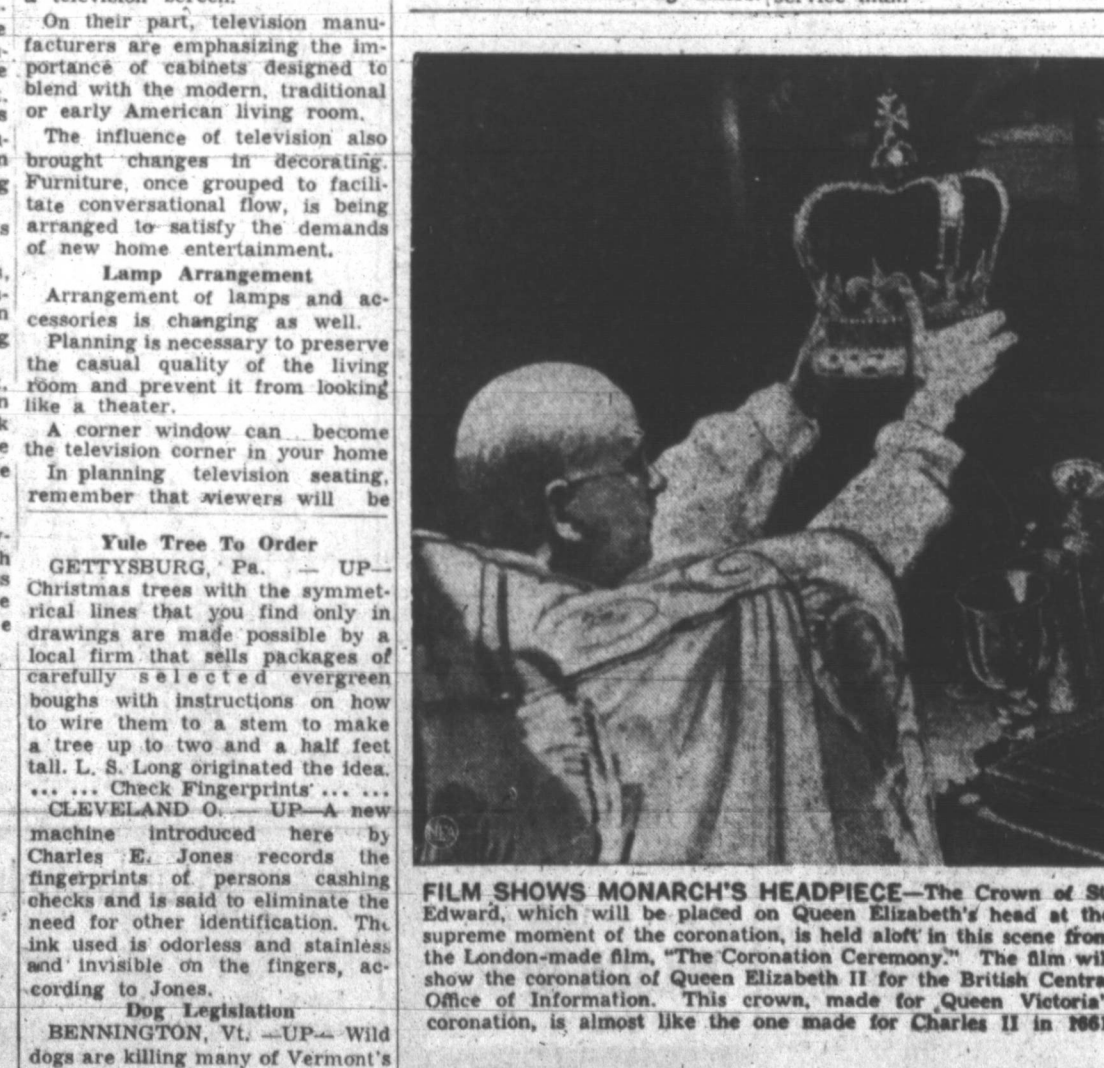 On their part, television manu-
facturers are emphasizing the im-
portance of cabinets designed to
blend with the modern, traditional
or early American living room.
The influence of television also
brought changes in decorating.
Furniture, once grouped to facili-
tate conversational flow, is being
arranged to satisfy the demands
of new home entertainment.
Lamp Arrangement
Arrangement of lamps and ac-
cessories is changing as well.
Planning is necessary to preserve
the casual quality of the living
room and prevent it from looking
like a theater.
A corner window can become
the television corner in your home
In planning television seating,
remember that viewers will be
Yule Tree To Order
GETTYSBURG, Pa. — UP—
Christmas trees with the symmet-
rical lines that you find only in
drawings are made possible by a
local firm that sells packages of
carefully selected evergreen
boughs with instructions on how
to wire them to a stem to make
a tree up to two and a half feet
tall. L. S. Long originated the idea.
... ... Check Fingerprints ... ...
CLEVELAND O. — UP—A new
machine introduced here by
Charles E. Jones records the
fingerprints of persons cashing
checks and is said to eliminate the
need for other identification. The
ink used is odorless and stainless
and invisible on the fingers, ac-
cording to Jones.
Dog Legislation
BENNINGTON, Vt. —UP— Wild
dogs are killing many of Vermont's
NEA
FILM SHOWS MONARCH'S HEADPIECE—The Crown of St
Edward, which will be placed on Queen Elizabeth's head at the
supreme moment of the coronation, is held aloft in this scene from
the London-made film, "The Coronation Ceremony." The film wil
show the coronation of Queen Elizabeth II for the British Centra
Office of Information. This crown, made for Queen Victoria'
coronation, is almost like the one made for Charles II in 1661